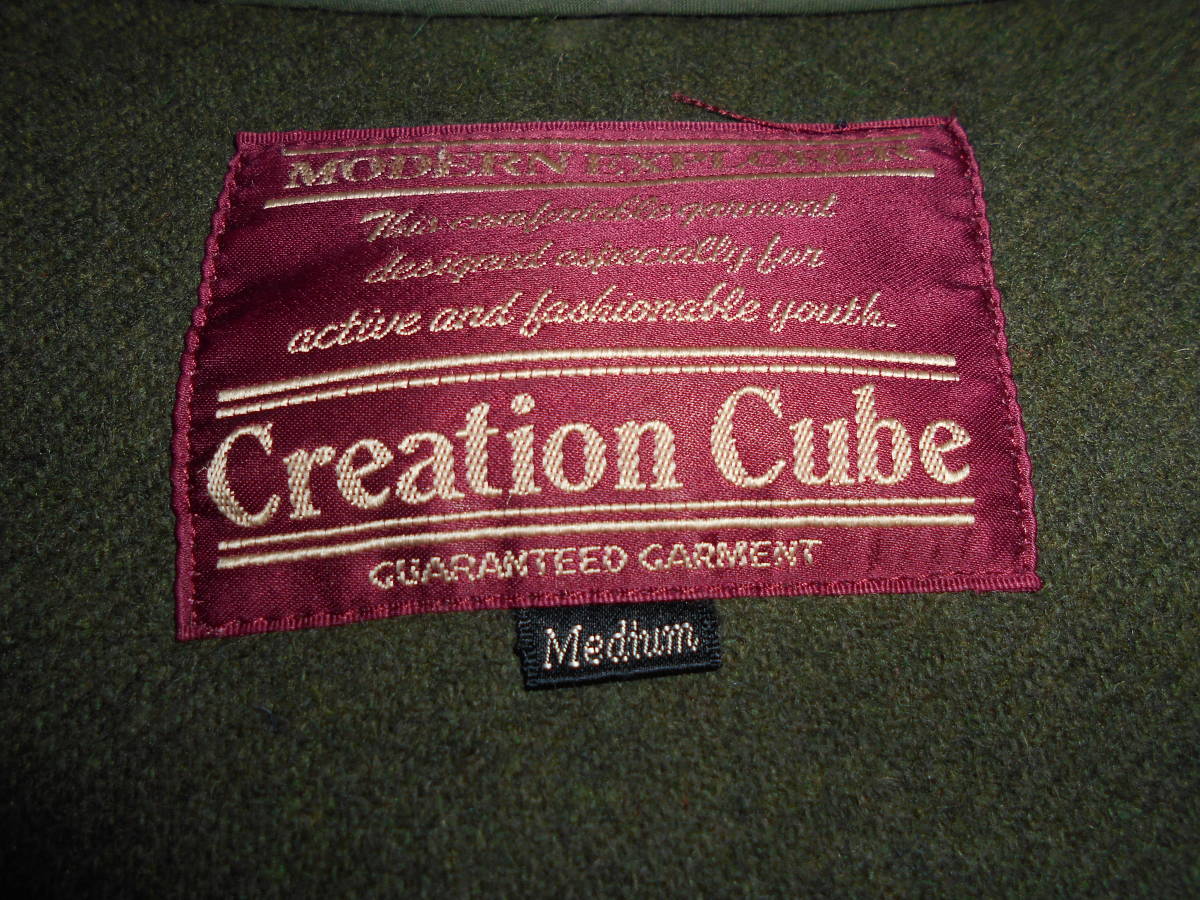 MODERN EXPLORER
This comfortable garment
designed especially for
active and fashionable youth.
Creation Cube
GUARANTEED GARMENT
Medium